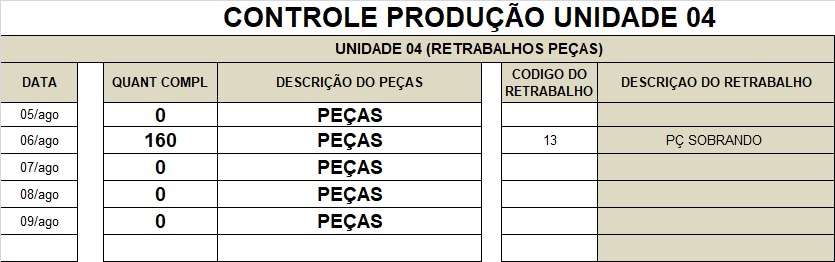 CONTROLE PRODUÇÃO UNIDADE 04
UNIDADE 04 (RETRABALHOS PEÇAS)
DATA QUANT COMPL DESCRIÇÃO DO PEÇAS CODIGO DO RETRABALHO DESCRIÇAO DO RETRABALHO
05/ago 0 PEÇAS
06/ago 160 PEÇAS 13 PÇ SOBRANDO
07/ago 0 PEÇAS
08/ago 0 PEÇAS
09/ago 0 PEÇAS